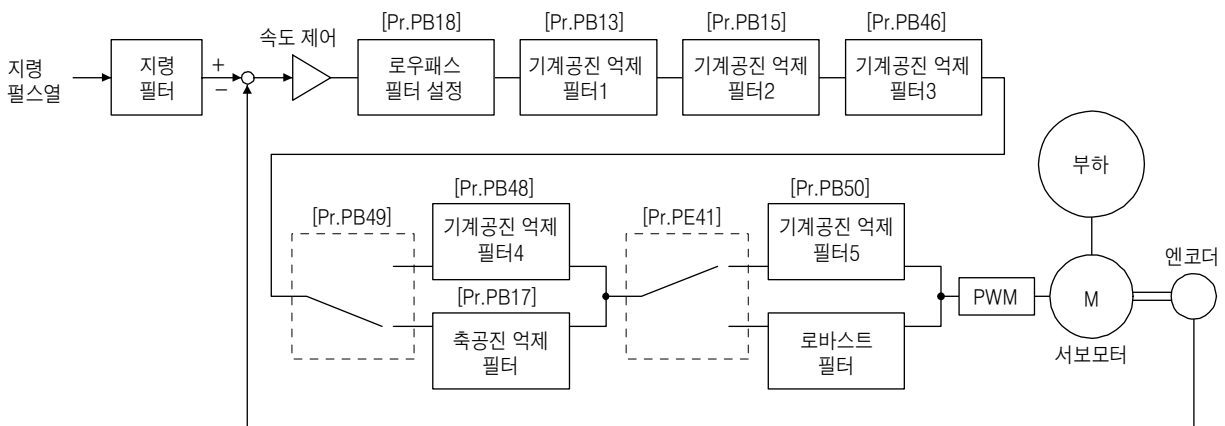 [Pr.PB18]
[Pr.PB13]
[Pr.PB15]
[Pr.PB46]
속도 제어
지령
펄스열
지령
필터
+
−
로우패스
필터 설정
기계공진 억제
필터1
기계공진 억제
필터2
기계공진 억제
필터3
부하
[Pr.PB49]
[Pr.PB48]
기계공진 억제
필터4
[Pr.PB17]
축공진 억제
필터
[Pr.PE41]
[Pr.PB50]
기계공진 억제
필터5
로바스트
필터
PWM
M
서보모터
엔코더